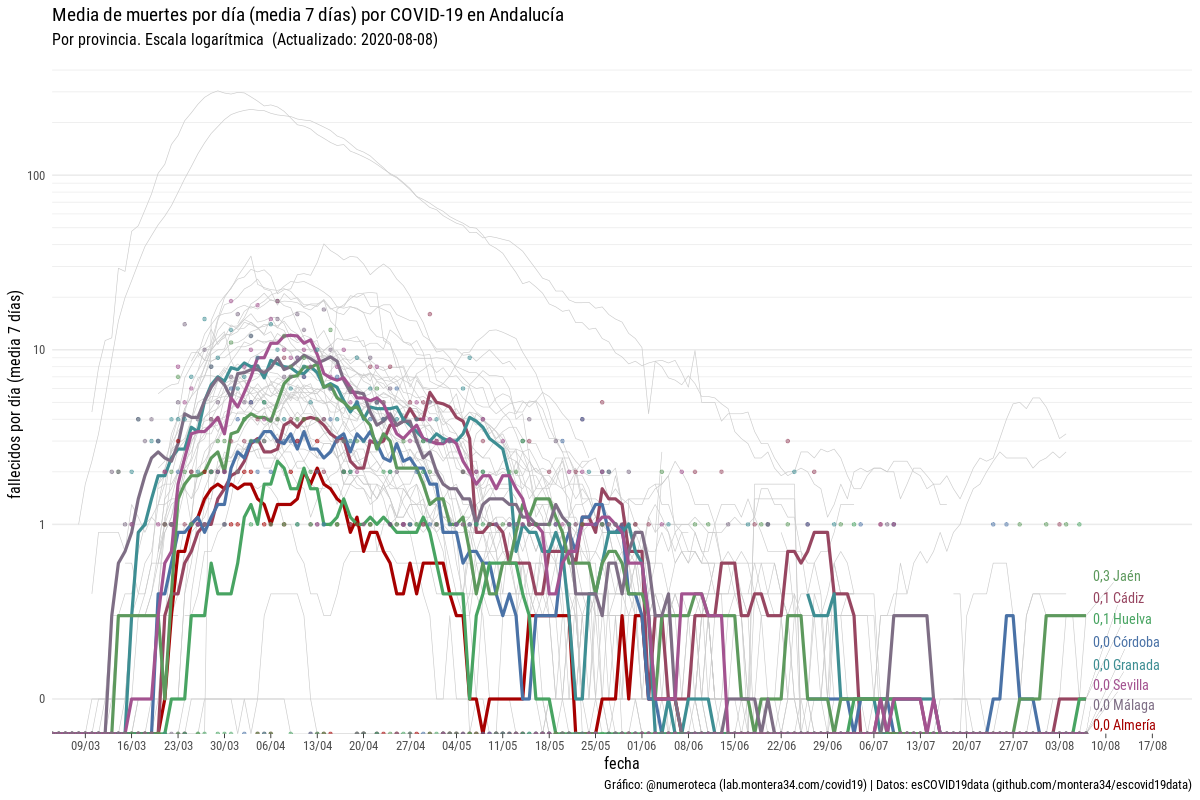 Media de muertes por día (media 7 días) por COVID-19 en Andalucía
Por provincia. Escala logarítmica (Actualizado: 2020-08-08)
fallecidos por día (media 7 días)
100
10
1
0
0,3 Jaén
0,1 Cádiz
0,1 Huelva
0,0 Córdoba
0,0 Granada
0,0 Sevilla
0,0 Málaga
0,0 Almería
09/03 16/03 23/03 30/03 06/04 13/04 20/04 27/04 04/05 11/05 18/05 25/05 01/06 08/06 15/06 22/06 29/06 06/07 13/07 20/07 27/07 03/08 10/08 17/08
fecha
Gráfico: @numeroteca (lab.montera34.com/covid19) | Datos: esCOVID19data (github.com/montera34/escovid19data)